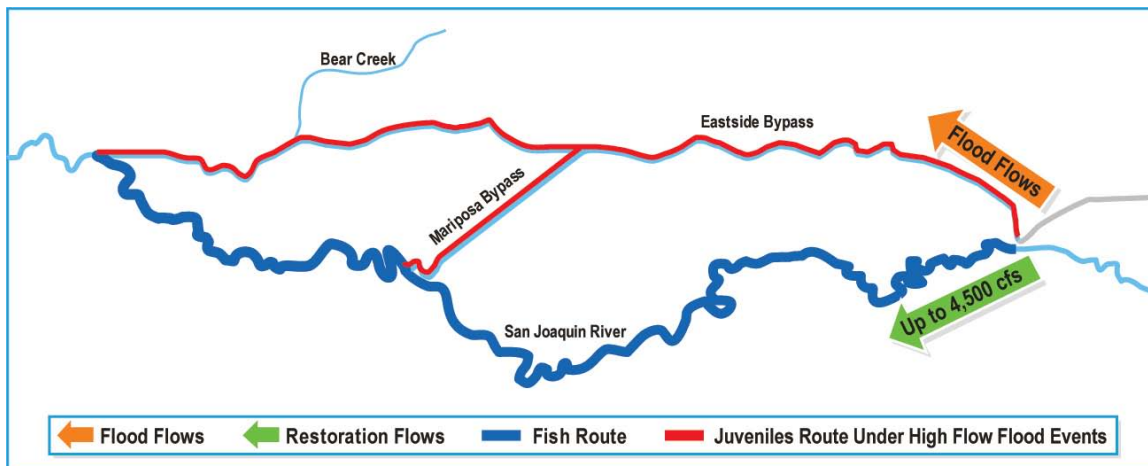 Bear Creek
Eastside Bypass
Flood Flows
Mariposa Bypass
Up to 4,500 cfs
San Joaquin River
Flood Flows
Restoration Flows
Fish Route
Juveniles Route Under High Flow Flood Events